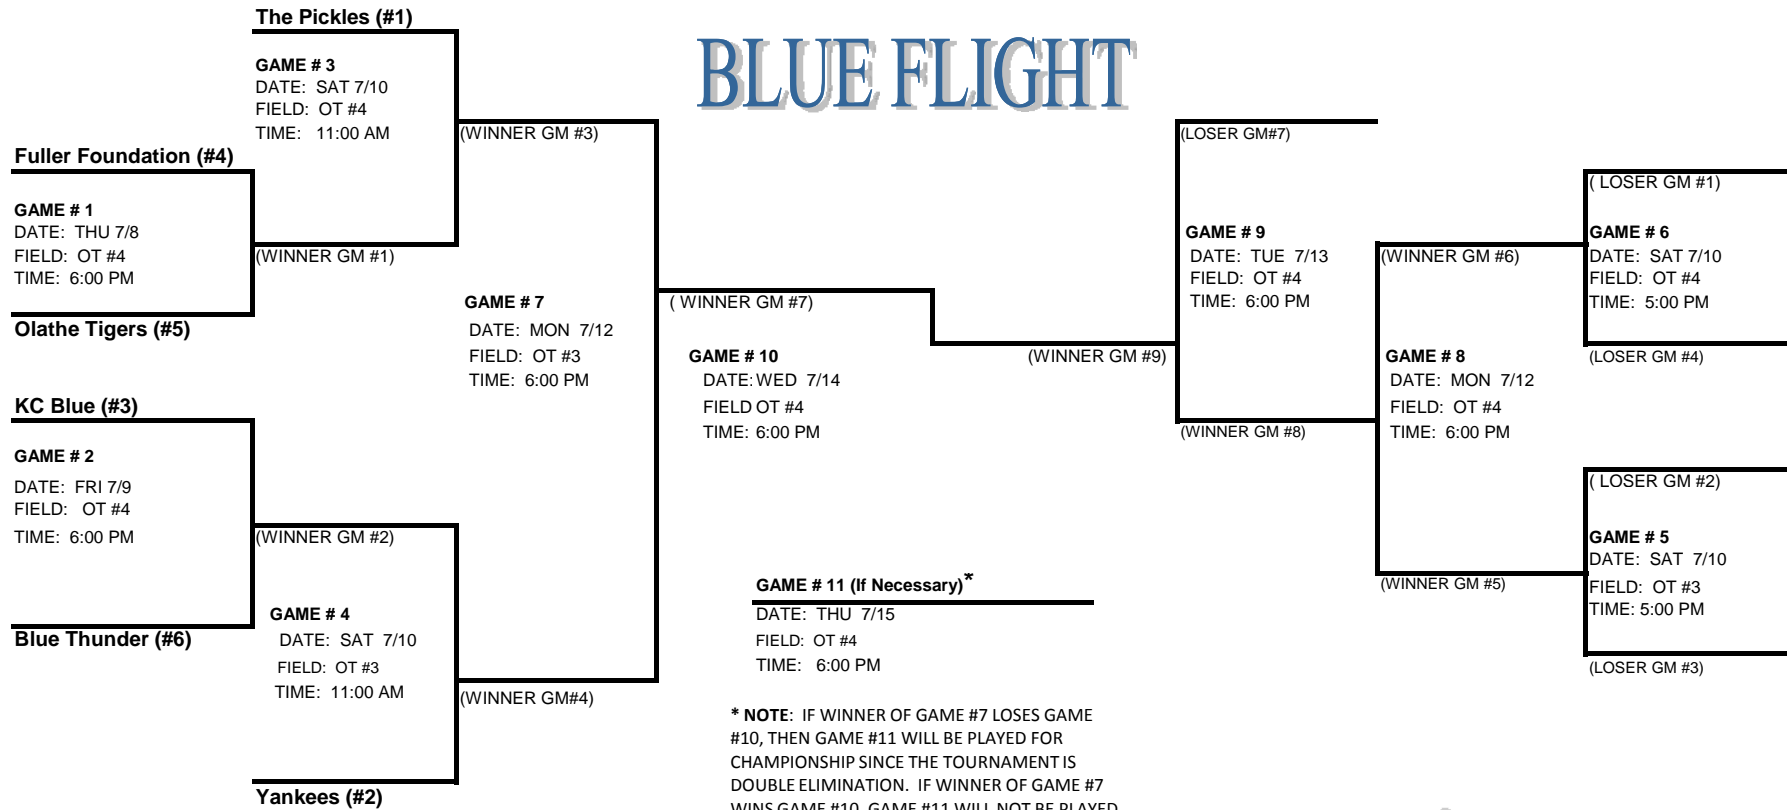 The Pickles (#1)
BLUE FLIGHT
GAME # 3
DATE: SAT 7/10
FIELD: OT #4
TIME: 11:00 AM
(WINNER GM #3)
Fuller Foundation (#4)
GAME # 1
DATE: THU 7/8
FIELD: OT #4
TIME: 6:00 PM
(WINNER GM #1)
Olathe Tigers (#5)
GAME # 7
DATE: MON 7/12
FIELD: OT #3
TIME: 6:00 PM
KC Blue (#3)
GAME # 2
DATE: FRI 7/9
FIELD: OT #4
TIME: 6:00 PM
(WINNER GM #2)
Blue Thunder (#6)
GAME # 4
DATE: SAT 7/10
FIELD: OT #3
TIME: 11:00 AM
(WINNER GM#4)
Yankees (#2)
( WINNER GM #7)
GAME # 10
DATE: WED 7/14
FIELD OT #4
TIME: 6:00 PM
(WINNER GM #9)
GAME # 11 (If Necessary)*
DATE: THU 7/15
FIELD: OT #4
TIME: 6:00 PM
* NOTE: IF WINNER OF GAME #7 LOSES GAME
#10, THEN GAME #11 WILL BE PLAYED FOR
CHAMPIONSHIP SINCE THE TOURNAMENT IS
DOUBLE ELIMINATION. IF WINNER OF GAME #7
WINS GAME #10, GAME #11 WILL NOT BE PLAYED
(LOSER GM#7)
GAME # 9
DATE: TUE 7/13
FIELD: OT #4
TIME: 6:00 PM
(WINNER GM #8)
(WINNER GM #6)
GAME # 8
DATE: MON 7/12
FIELD: OT #4
TIME: 6:00 PM
(WINNER GM #5)
( LOSER GM #1)
GAME # 6
DATE: SAT 7/10
FIELD: OT #4
TIME: 5:00 PM
(LOSER GM #4)
( LOSER GM #2)
GAME # 5
DATE: SAT 7/10
FIELD: OT #3
TIME: 5:00 PM
(LOSER GM #3)